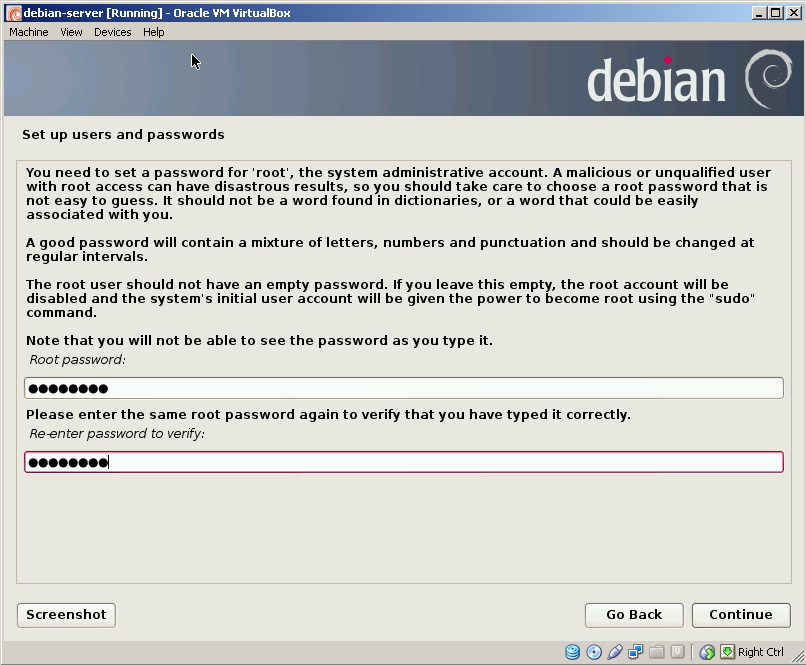 debian-server [Running] - Oracle VM VirtualBox
Machine View Devices Help
debian
Set up users and passwords
You need to set a password for 'root', the system administrative account. A malicious or unqualified user
with root access can have disastrous results, so you should take care to choose a root password that is
not easy to guess. It should not be a word found in dictionaries, or a word that could be easily
associated with you.
A good password will contain a mixture of letters, numbers and punctuation and should be changed at
regular intervals.
The root user should not have an empty password. If you leave this empty, the root account will be
disabled and the system's initial user account will be given the power to become root using the "sudo"
command.
Note that you will not be able to see the password as you type it.
Root password:
●●●●●●●●
Please enter the same root password again to verify that you have typed it correctly.
Re-enter password to verify:
●●●●●●●●
Screenshot Go Back Continue
Right Ctrl